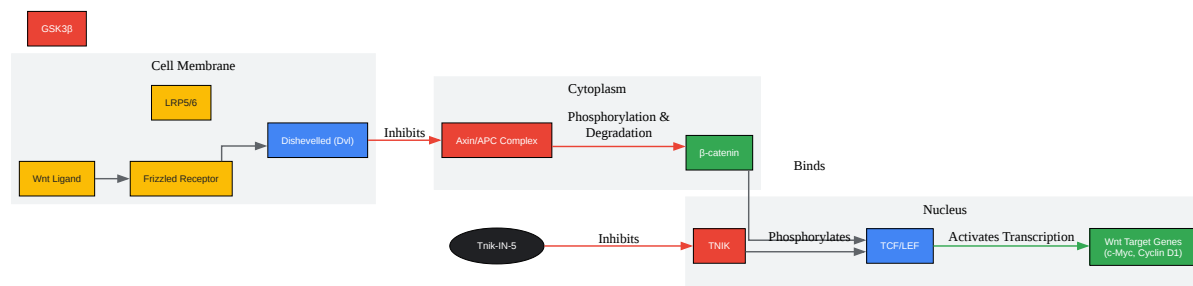 GSK3β
Cell Membrane
LRP5/6
Wnt Ligand
Frizzled Receptor
Dishevelled (Dvl)
Inhibits
Cytoplasm
Axin/APC Complex
Phosphorylation &
Degradation
β-catenin
Binds
Nucleus
Tnik-IN-5
Inhibits
TNIK
Phosphorylates
TCF/LEF
Activates Transcription
Wnt Target Genes
(c-Myc, Cyclin D1)